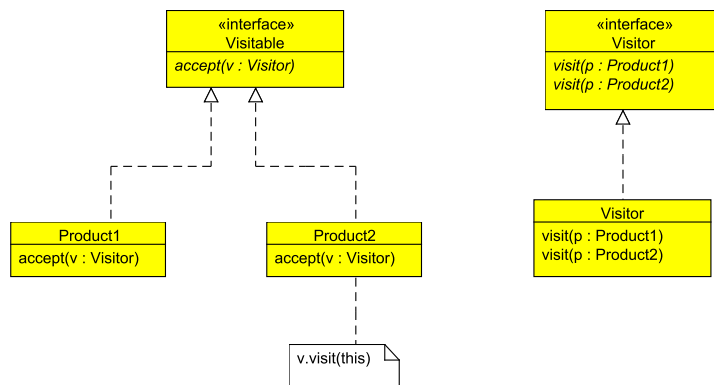 «interface»
Visitable
accept(v : Visitor)
«interface»
Visitor
visit(p : Product1)
visit(p : Product2)
Product1
accept(v : Visitor)
Product2
accept(v : Visitor)
Visitor
visit(p : Product1)
visit(p : Product2)
v.visit(this)